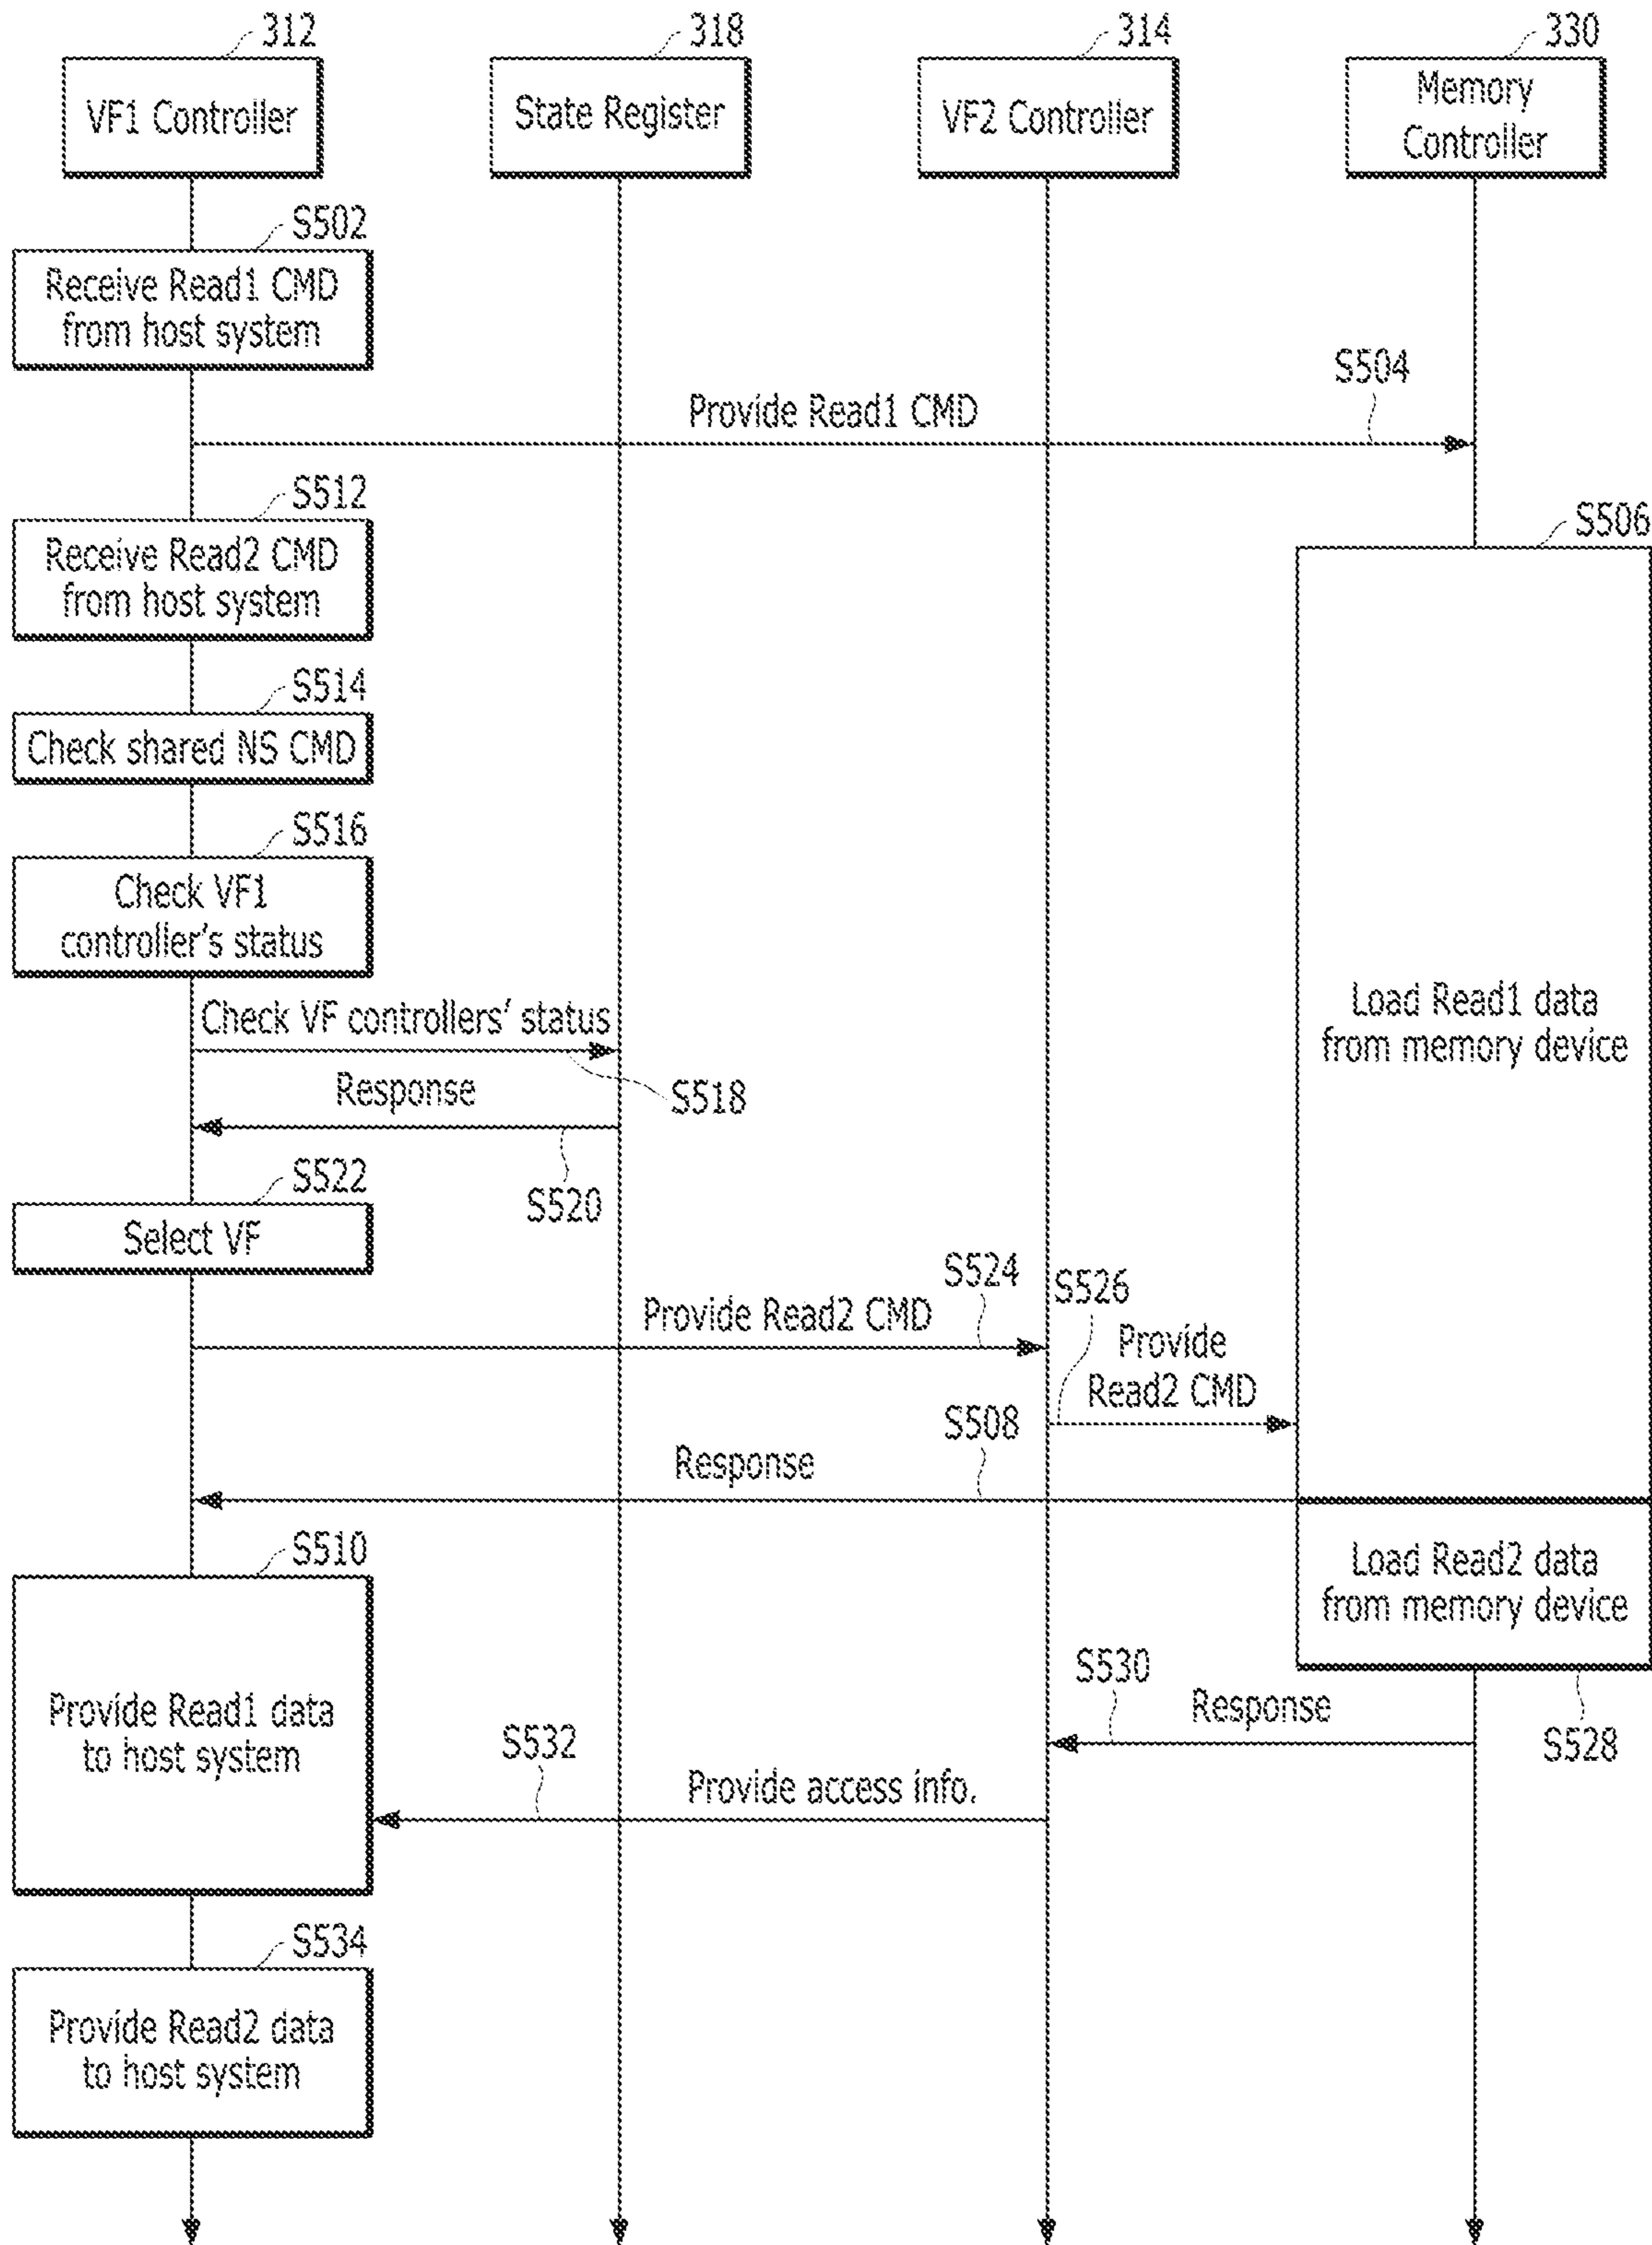 312
318
314
330
VF1 Controller
State Register
VF2 Controller
Memory
Controller
S502
Receive Read1 CMD
from host system
S504
Provide Read1 CMD
S512
Receive Read2 CMD
from host system
S506
Load Read1 data
from memory device
S514
Check shared NS CMD
S516
Check VF1
controller's status
Check VF controllers' status
S518
Response
S520
S522
Select VF
S524
Provide Read2 CMD
S526
Provide
Read2 CMD
S508
Response
S510
Provide Read1 data
to host system
Load Read2 data
from memory device
S528
S530
Response
S532
Provide access info.
S534
Provide Read2 data
to host system